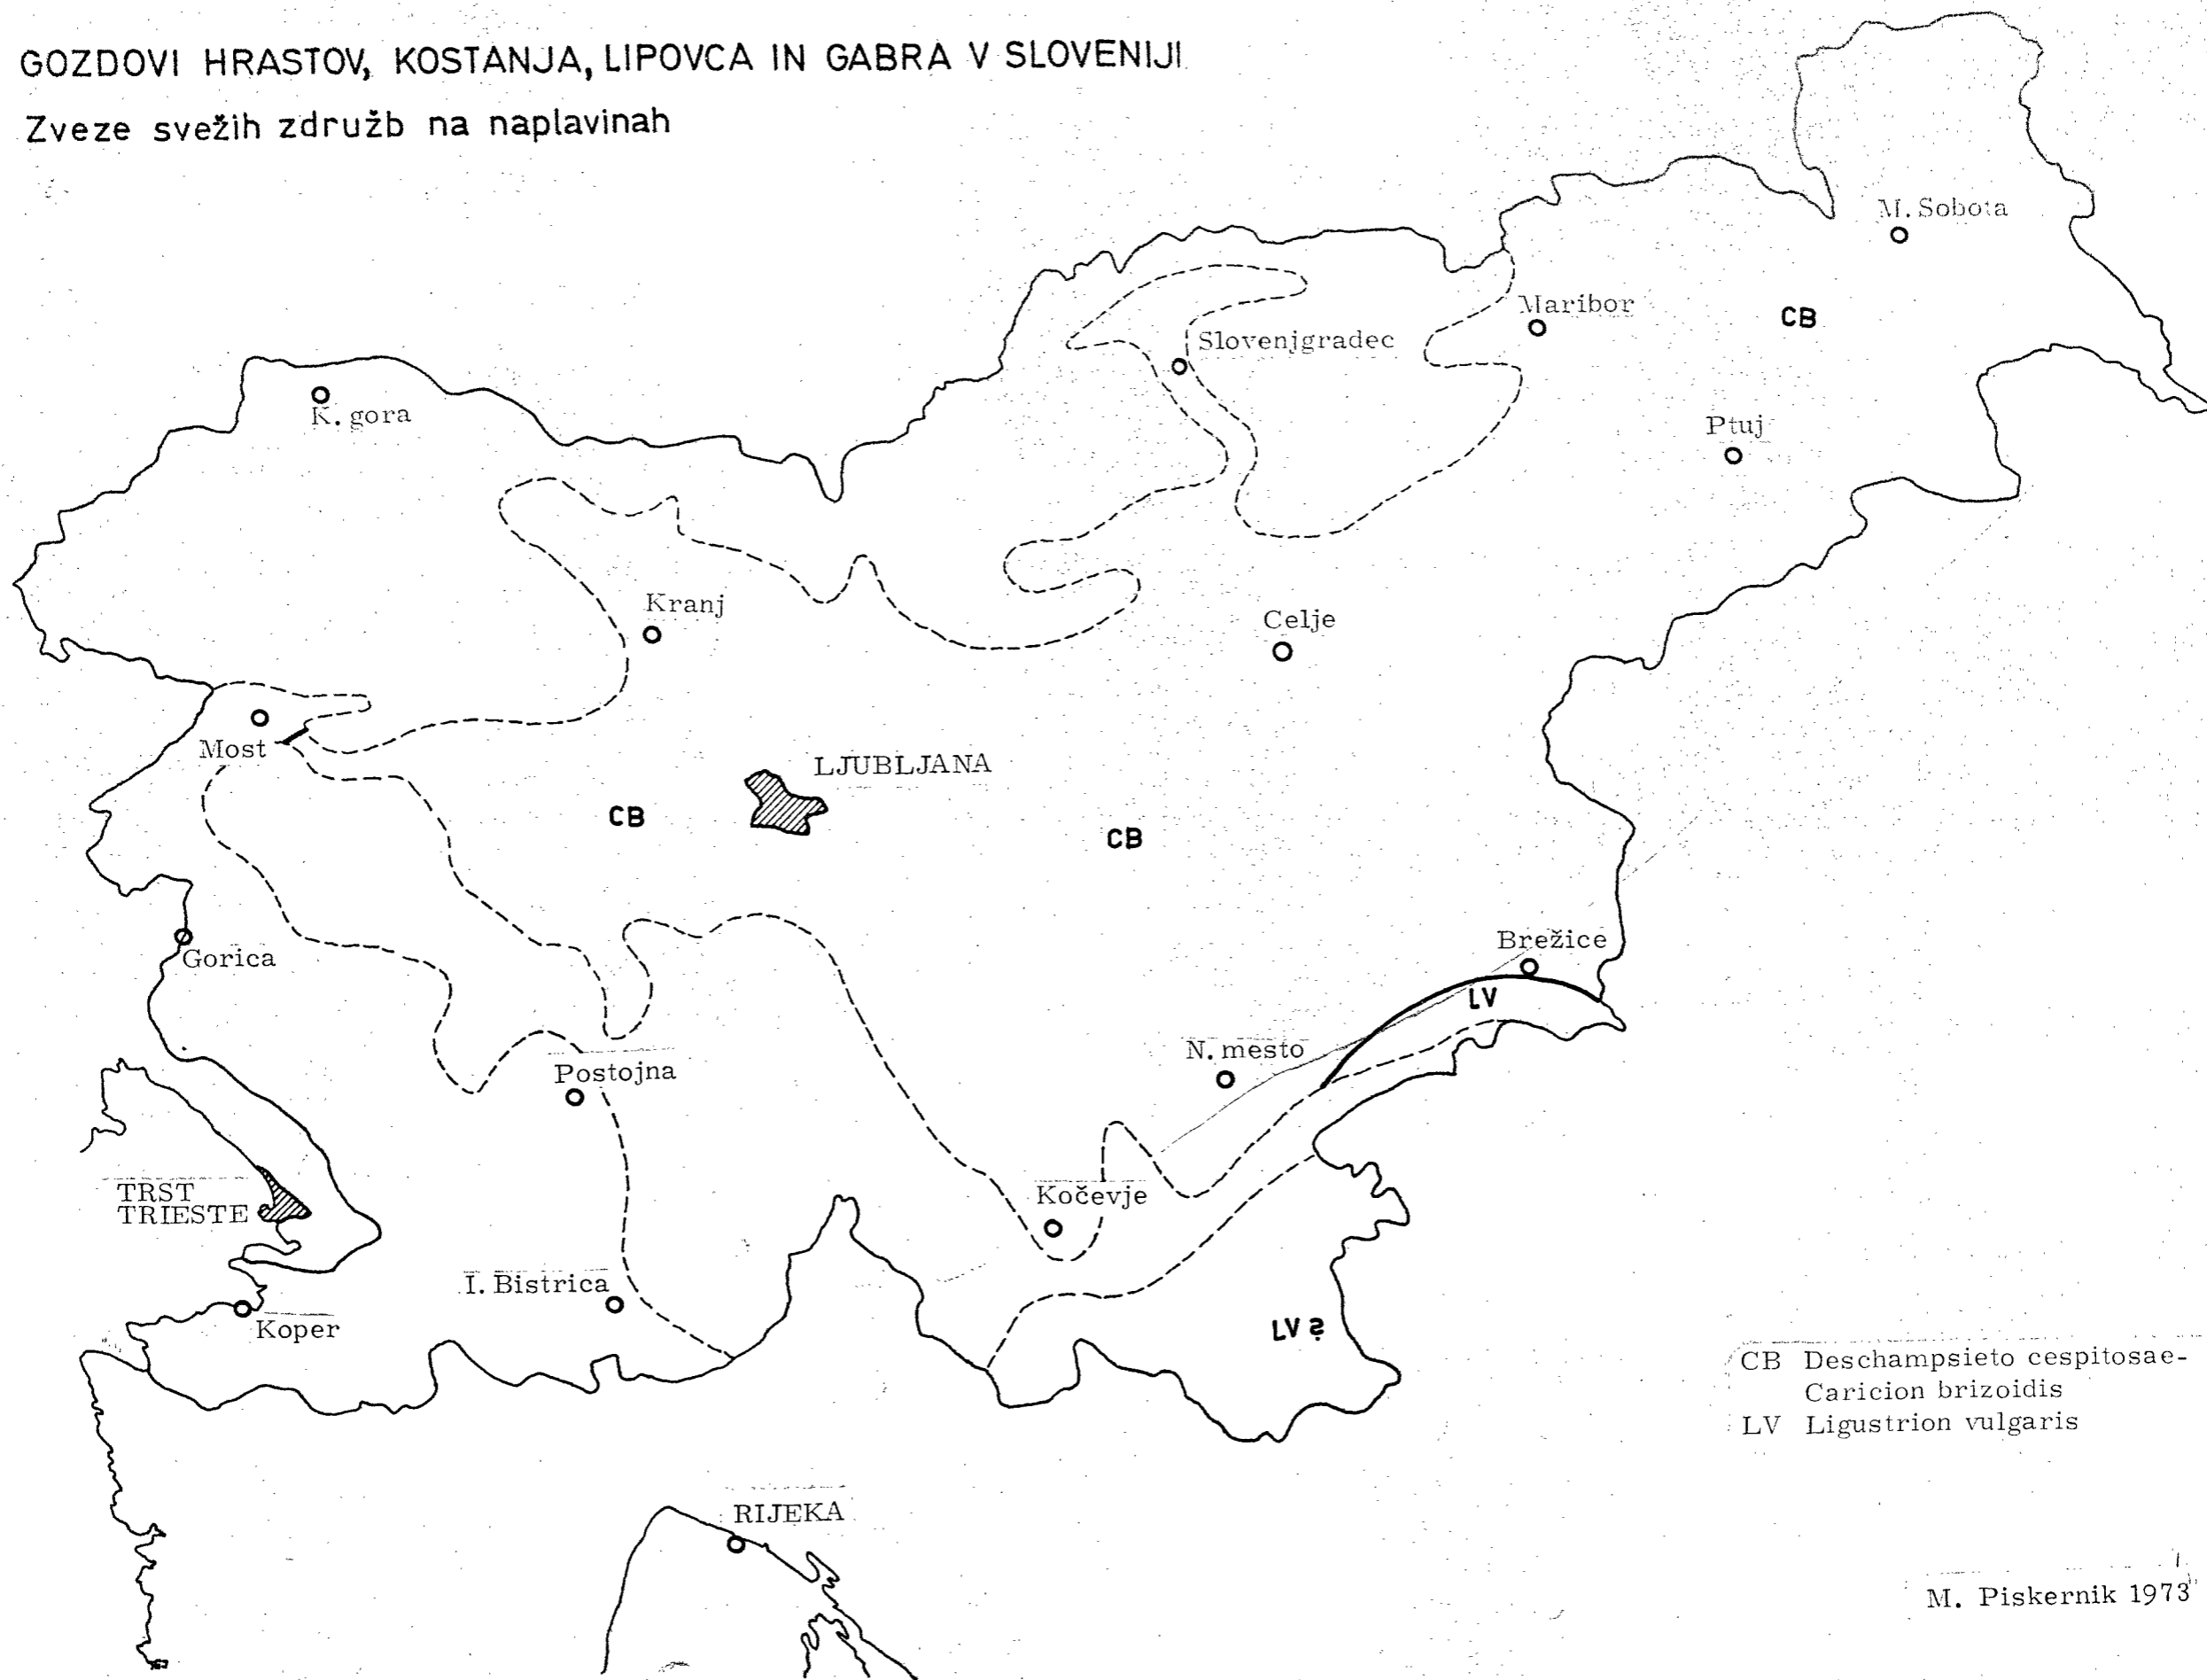 GOZDOVI HRASTOV, KOSTANJA, LIPOVCA IN GABRA V SLOVENIJI
Zveze svežih združb na naplavinah
M. Sobota
Maribor
CB
Slovenjgradec
K. gora
Ptuj
Kranj
Celje
Most
LJUBLJANA
CB
CB
Brežice
Gorica
LV
N. mesto
Postojna
TRST
TRIESTE
Kočevje
I. Bistrica
Koper
LV ?
CB Deschampsieto cespitosae-
Caricion brizoidis
LV Ligustrion vulgaris
RIJEKA
M. Piskernik 1973